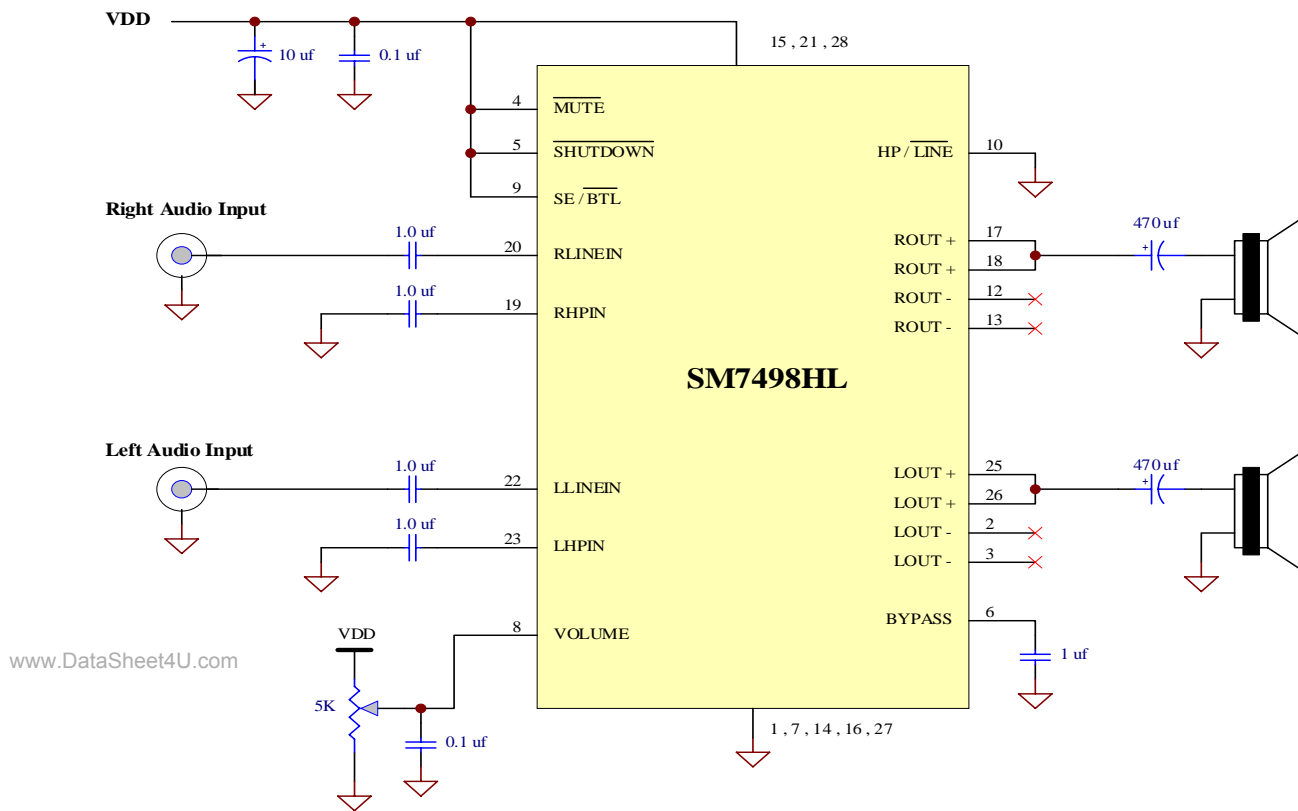 VDD
15 , 21 , 28
10 uf
0.1 uf
4
MUTE
5
SHUTDOWN
HP / LINE
10
9
SE / BTL
Right Audio Input
1.0 uf
20
RLINEIN
ROUT +
17
470 uf
+
ROUT +
18
1.0 uf
19
RHPIN
ROUT -
12
ROUT -
13
SM7498HL
Left Audio Input
1.0 uf
22
LLINEIN
LOUT +
25
470 uf
+
LOUT +
26
1.0 uf
23
LHPIN
LOUT -
2
LOUT -
3
BYPASS
6
8
VOLUME
VDD
1 uf
www.DataSheet4U.com
5K
0.1 uf
1 , 7 , 14 , 16 , 27
+